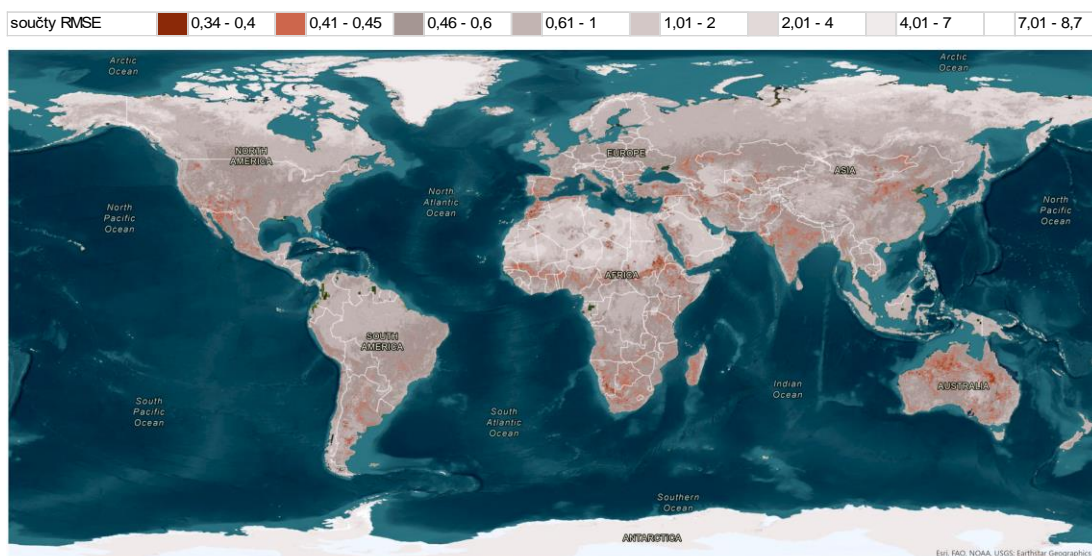 součty RMSE 0,34 - 0,4 0,41 - 0,45 0,46 - 0,6 0,61 - 1 1,01 - 2 2,01 - 4 4,01 - 7 7,01 - 8,7
Arctic
Ocean
Arctic
Ocean
NORTH
AMERICA
EUROPE
ASIA
North
Pacific
Ocean
North
Atlantic
Ocean
North
Pacific
Ocean
AFRICA
SOUTH
AMERICA
AUSTRALIA
Indian
Ocean
South
Pacific
Ocean
South
Atlantic
Ocean
Southern
Ocean
ANTARCTICA
Esri, FAO, NOAA, USGS; Earthstar Geographics